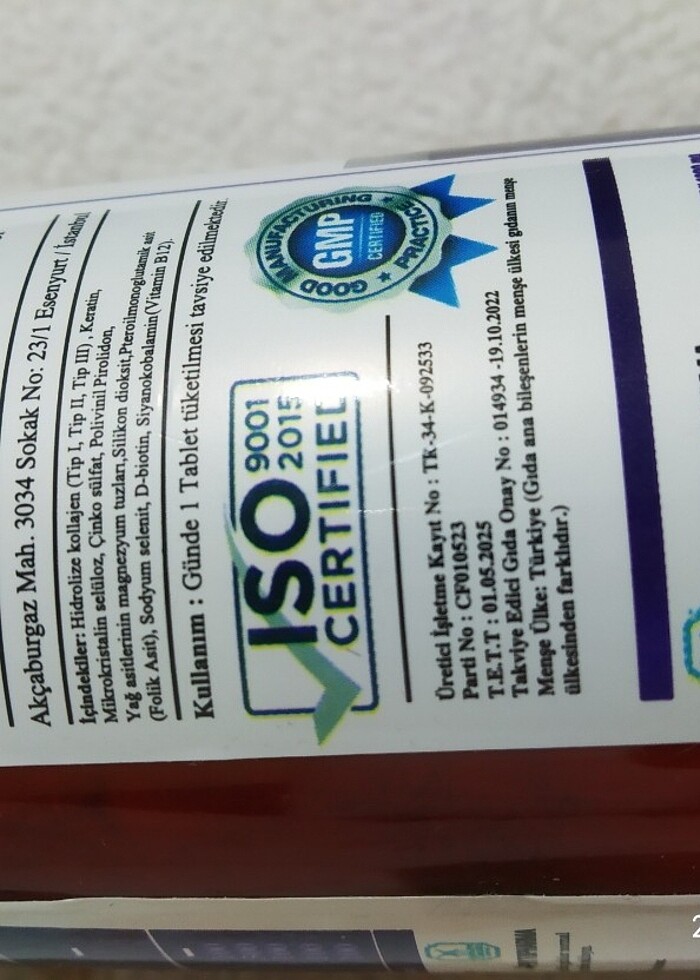 Akçaburgaz Mah. 3034 Sokak No: 23/1 Esenyurt / İstanbul
İçindekiler: Hidrolize kollajen (Tip I, Tip II, Tip III) , Keratin,
Mikrokristalin selüloz, Çinko sülfat, Polivinil Pirolidon,
Yağ asitlerinin magnezyum tuzları,Silikon dioksit,Pteroilmonoglutamik asit
(Folik Asit), Sodyum selenit, D-biotin, Siyanokobalamin(Vitamin B12).
Kullanım : Günde 1 Tablet tüketilmesi tavsiye edilmektedir.
ISO 9001
2015
CERTIFIED
GOOD MANUFACTURING PRACTICE
GMP
CERTIFIED
Üretici İşletme Kayıt No : TK-34-K-092533
Parti No : CF010523
T.E.T.T : 01.05.2025
Takviye Edici Gıda Onay No : 014934 -19.10.2022
Menşe Ülke: Türkiye (Gıda ana bileşenlerin menşe ülkesi gıdanın menşe
ülkesinden farklıdır.)